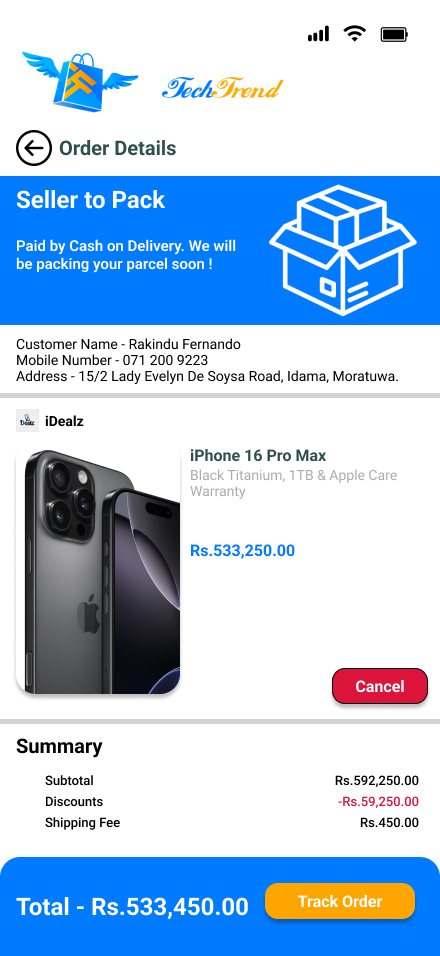 TechTrend
Order Details
Seller to Pack
Paid by Cash on Delivery. We will
be packing your parcel soon !
Customer Name - Rakindu Fernando
Mobile Number - 071 200 9223
Address - 15/2 Lady Evelyn De Soysa Road, Idama, Moratuwa.
iDealz
iPhone 16 Pro Max
Black Titanium, 1TB & Apple Care
Warranty
Rs.533,250.00
Cancel
Summary
Subtotal Rs.592,250.00
Discounts -Rs.59,250.00
Shipping Fee Rs.450.00
Total - Rs.533,450.00 Track Order